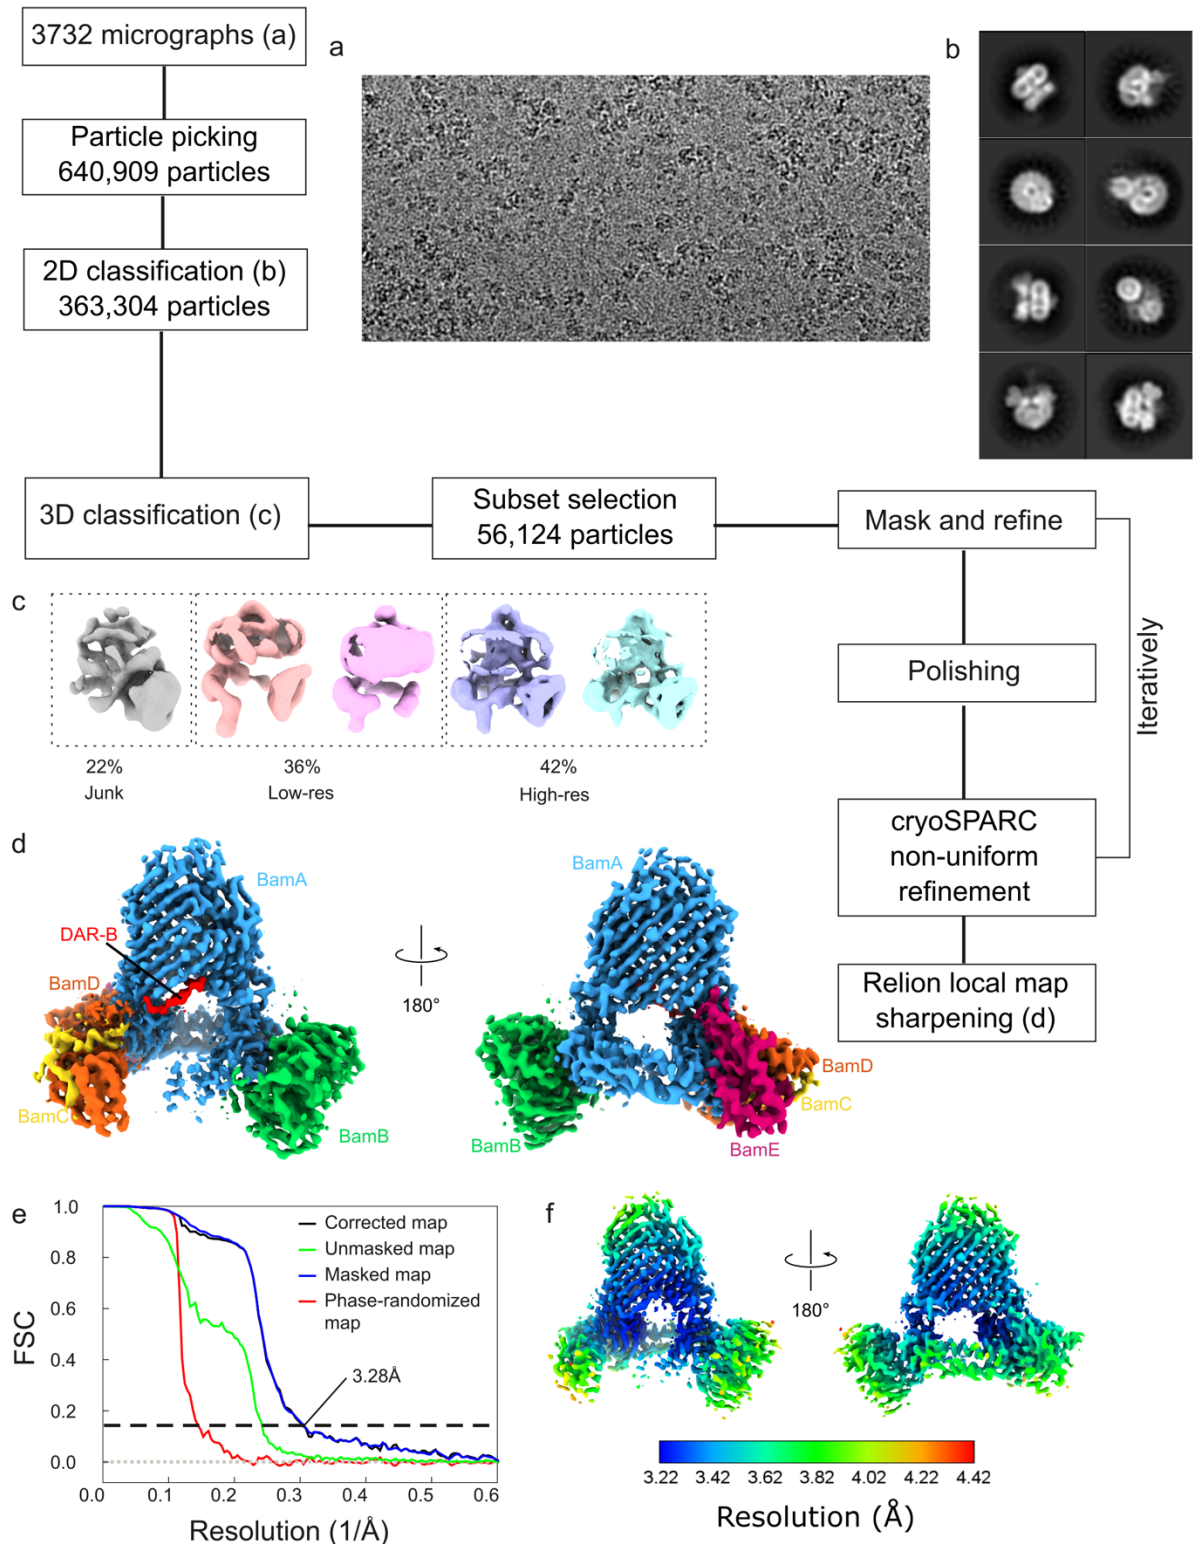 3732 micrographs (a)
Particle picking
640,909 particles
2D classification (b)
363,304 particles
a
b
3D classification (c)
Subset selection
56,124 particles
Mask and refine
Polishing
Iteratively
cryoSPARC
non-uniform
refinement
Relion local map
sharpening (d)
c
22%
Junk
36%
Low-res
42%
High-res
d
BamA
DAR-B
BamD
BamC
BamB
180°
BamA
BamB
BamD
BamC
BamE
e
FSC
1.0
0.8
0.6
0.4
0.2
0.0
Corrected map
Unmasked map
Masked map
Phase-randomized
map
3.28Å
0.0 0.1 0.2 0.3 0.4 0.5 0.6
Resolution (1/Å)
f
180°
3.22 3.42 3.62 3.82 4.02 4.22 4.42
Resolution (Å)